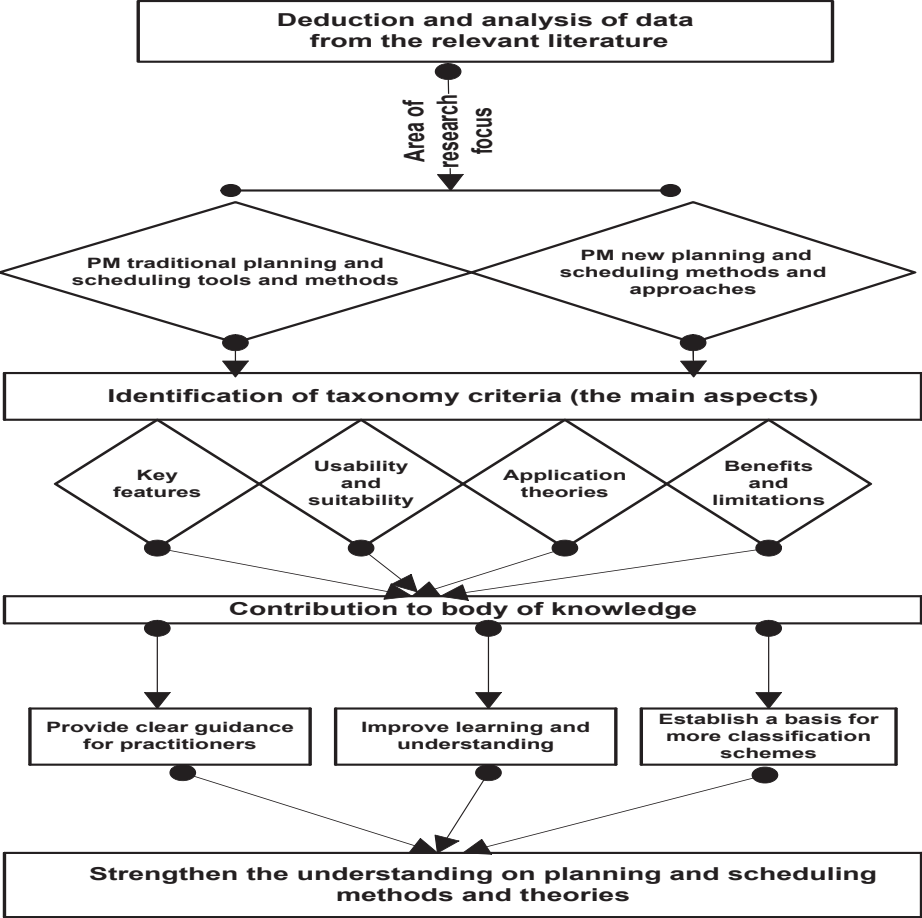 Deduction and analysis of data
from the relevant literature
Area of
research
focus
PM traditional planning and
scheduling tools and methods
PM new planning and
scheduling methods and
approaches
Identification of taxonomy criteria (the main aspects)
Key
features
Usability
and
suitability
Application
theories
Benefits
and
limitations
Contribution to body of knowledge
Provide clear guidance
for practitioners
Improve learning and
understanding
Establish a basis for
more classification
schemes
Strengthen the understanding on planning and scheduling
methods and theories